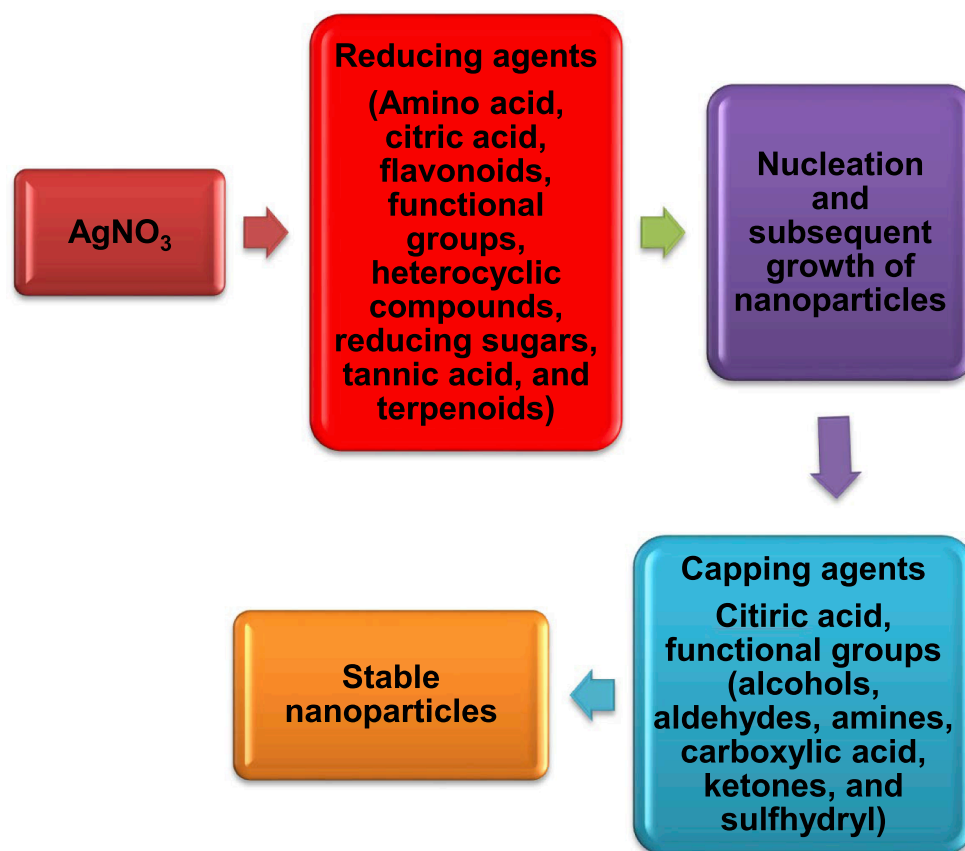 AgNO₃
Reducing agents
(Amino acid,
citric acid,
flavonoids,
functional
groups,
heterocyclic
compounds,
reducing sugars,
tannic acid, and
terpenoids)
Nucleation
and
subsequent
growth of
nanoparticles
Capping agents
Citiric acid,
functional groups
(alcohols,
aldehydes, amines,
carboxylic acid,
ketones, and
sulfhydryl)
Stable
nanoparticles